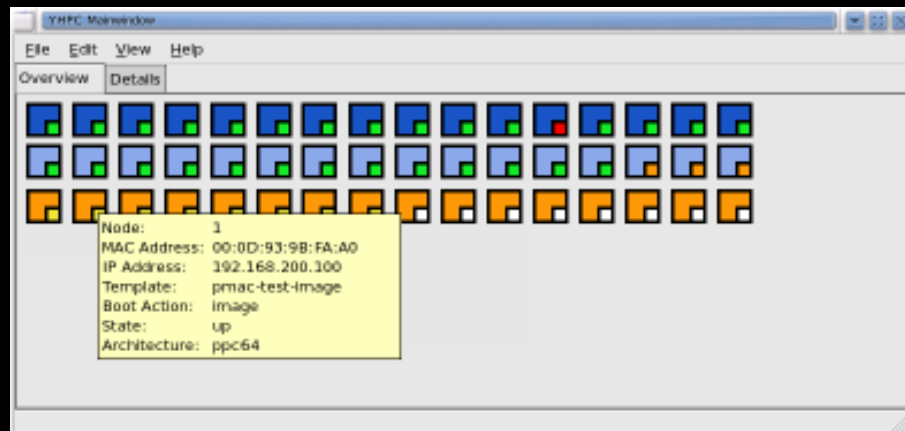 YHPC Mainwindow
File Edit View Help
Overview Details
Node: 1
MAC Address: 00:0D:93:9B:FA:A0
IP Address: 192.168.200.100
Template: pmac-test-image
Boot Action: image
State: up
Architecture: ppc64